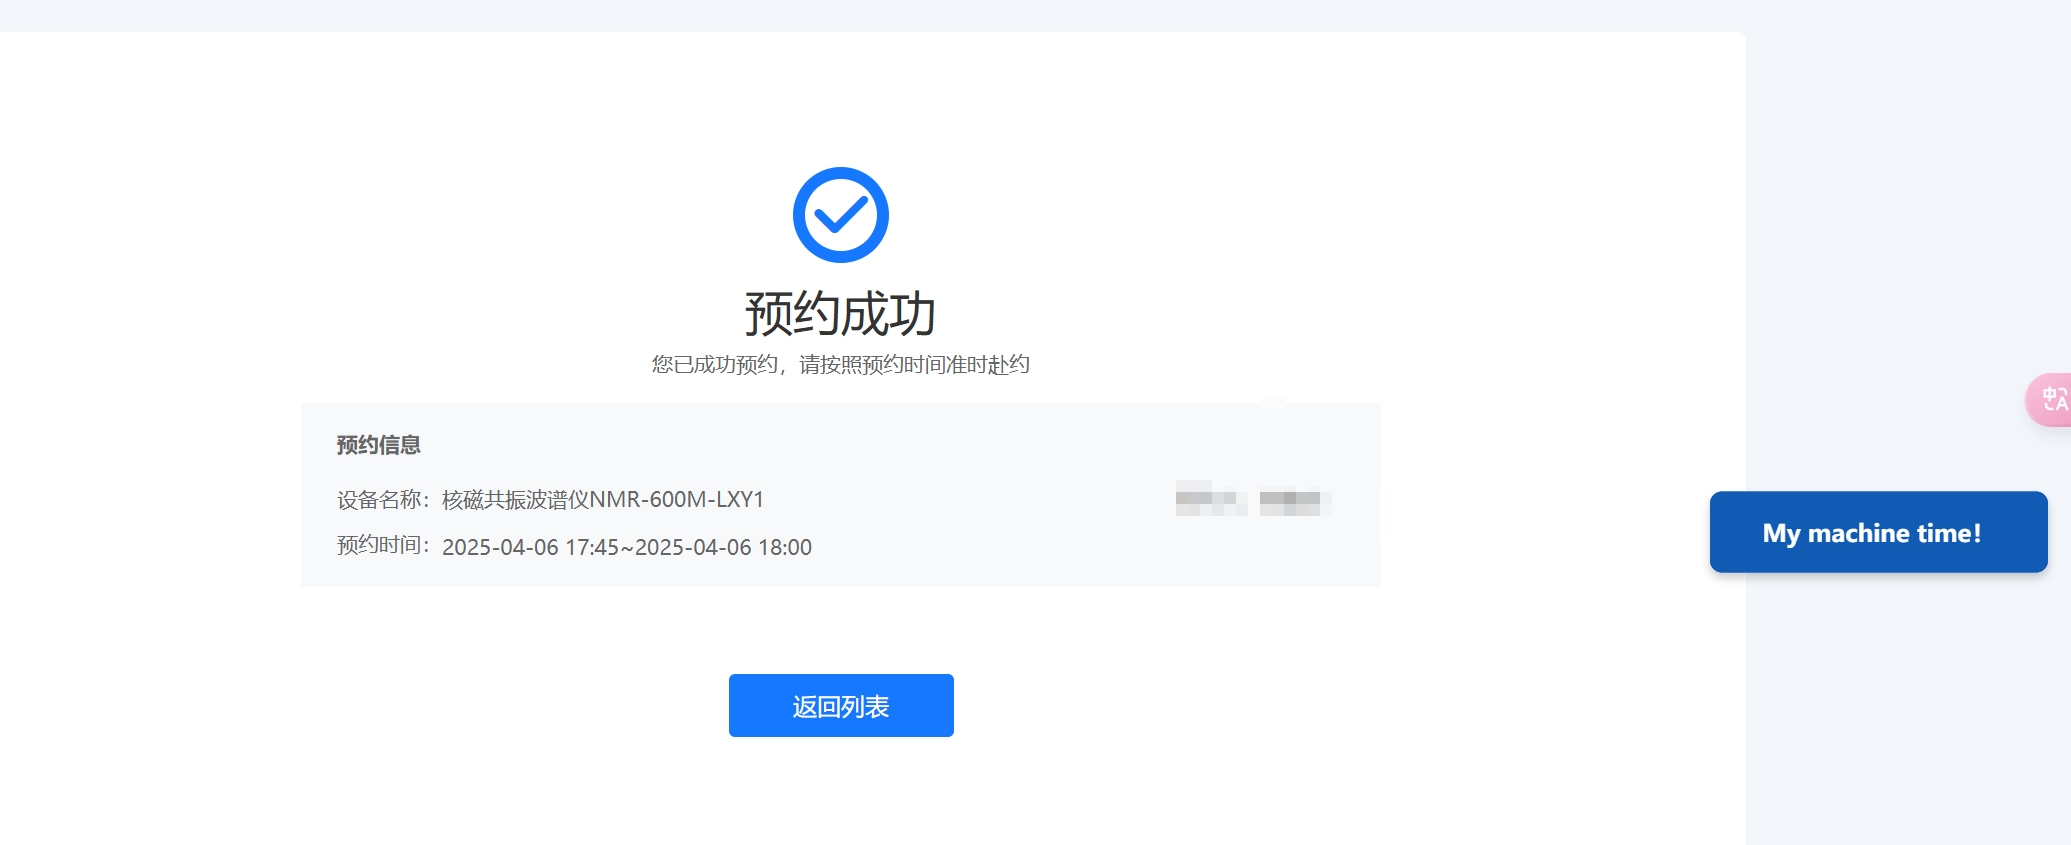 预约成功
您已成功预约，请按照预约时间准时赴约
预约信息
设备名称：核磁共振波谱仪NMR-600M-LXY1
预约时间：2025-04-06 17:45~2025-04-06 18:00
中A
My machine time!
返回列表